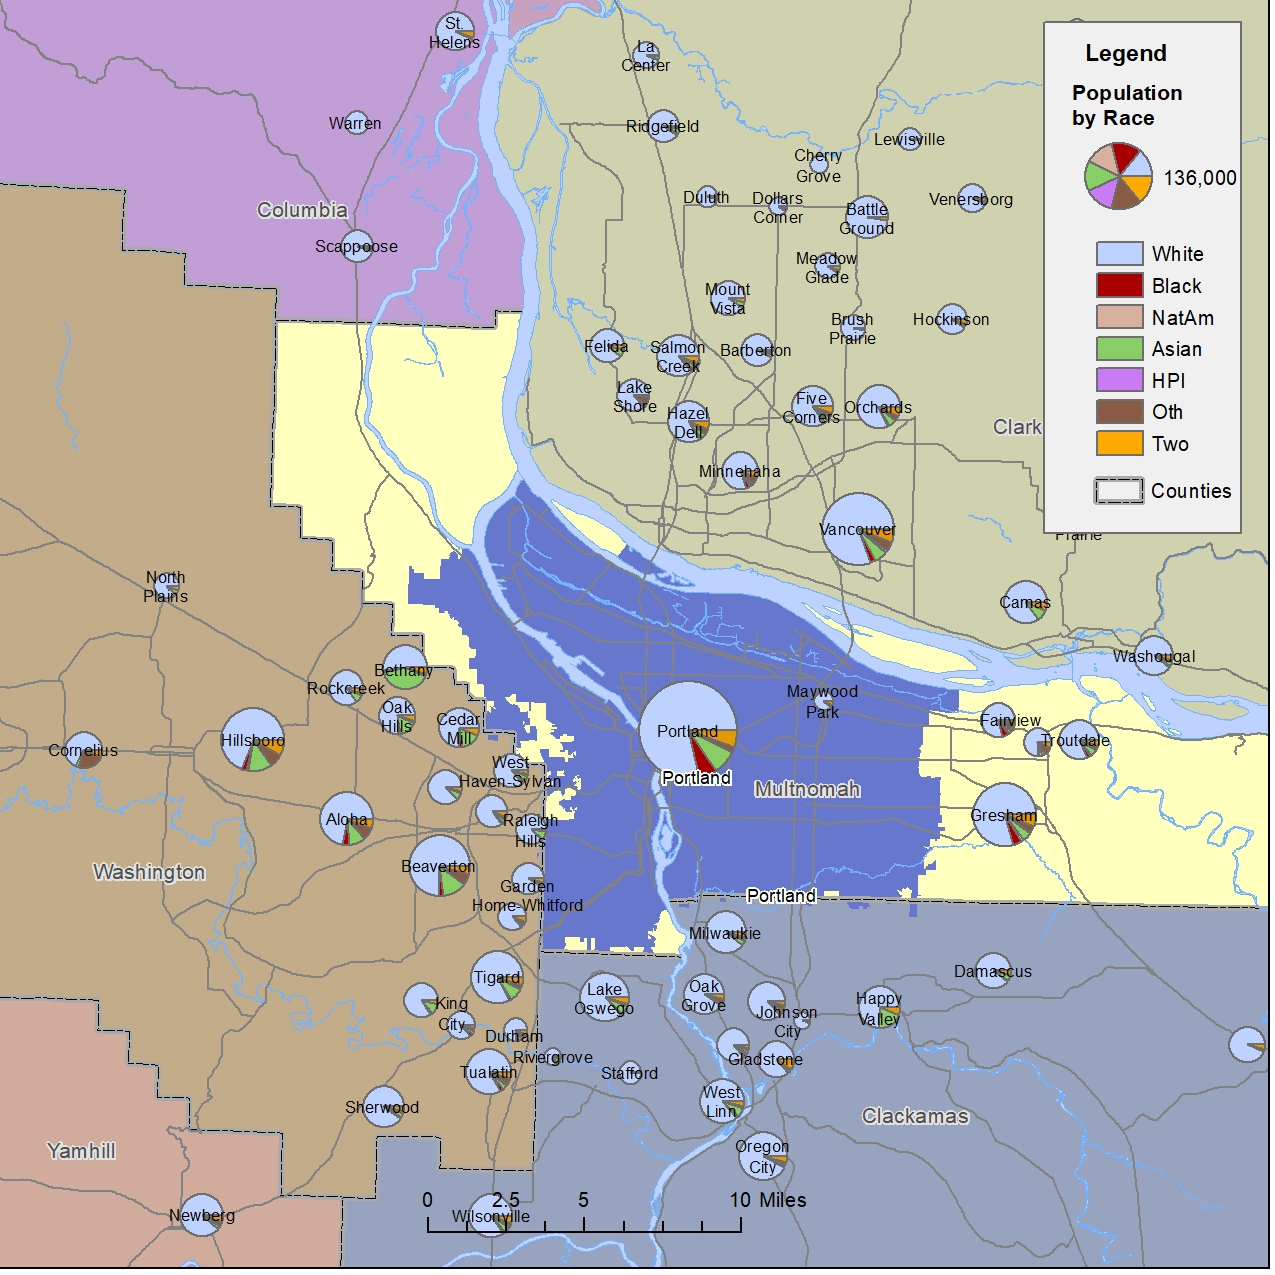 St.
Helens
La
Center
Legend
Population
by Race
136,000
White
Black
NatAm
Asian
HPI
Oth
Two
Counties
Warren
Ridgefield
Lewisville
Cherry
Grove
Columbia
Duluth
Dollars
Corner
Battle
Ground
Venersborg
Scappoose
Meadow
Glade
Mount
Vista
Brush
Prairie
Hockinson
Felida
Salmon
Creek
Barberton
Lake
Shore
Hazel
Dell
Five
Corners
Orchards
Clark
Minnehaha
Vancouver
Prairie
North
Plains
Camas
Washougal
Bethany
Rockcreek
Oak
Hills
Cedar
Mill
Maywood
Park
Fairview
Troutdale
Cornelius
Hillsboro
West
Haven-Sylvan
Portland
Portland
Multnomah
Aloha
Raleigh
Hills
Gresham
Washington
Beaverton
Garden
Home-Whitford
Portland
Milwaukie
Damascus
Tigard
Lake
Oswego
Oak
Grove
Johnson
City
Happy
Valley
King
City
Durham
Rivergrove
Gladstone
Tualatin
Stafford
West
Linn
Sherwood
Clackamas
Yamhill
Oregon
City
Newberg
Wilsonville
0 2.5 5 10 Miles